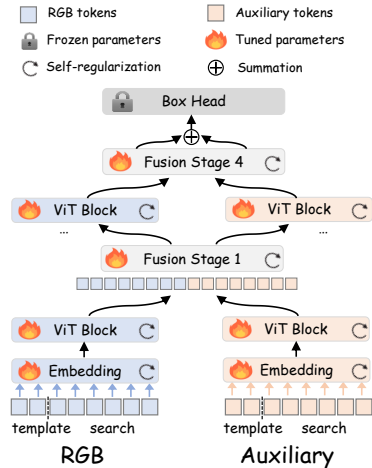 RGB tokens Auxiliary tokens
Frozen parameters Tuned parameters
Self-regularization Summation
Box Head
Fusion Stage 4
ViT Block ViT Block
... ...
Fusion Stage 1
ViT Block ViT Block
Embedding Embedding
template search template search
RGB Auxiliary